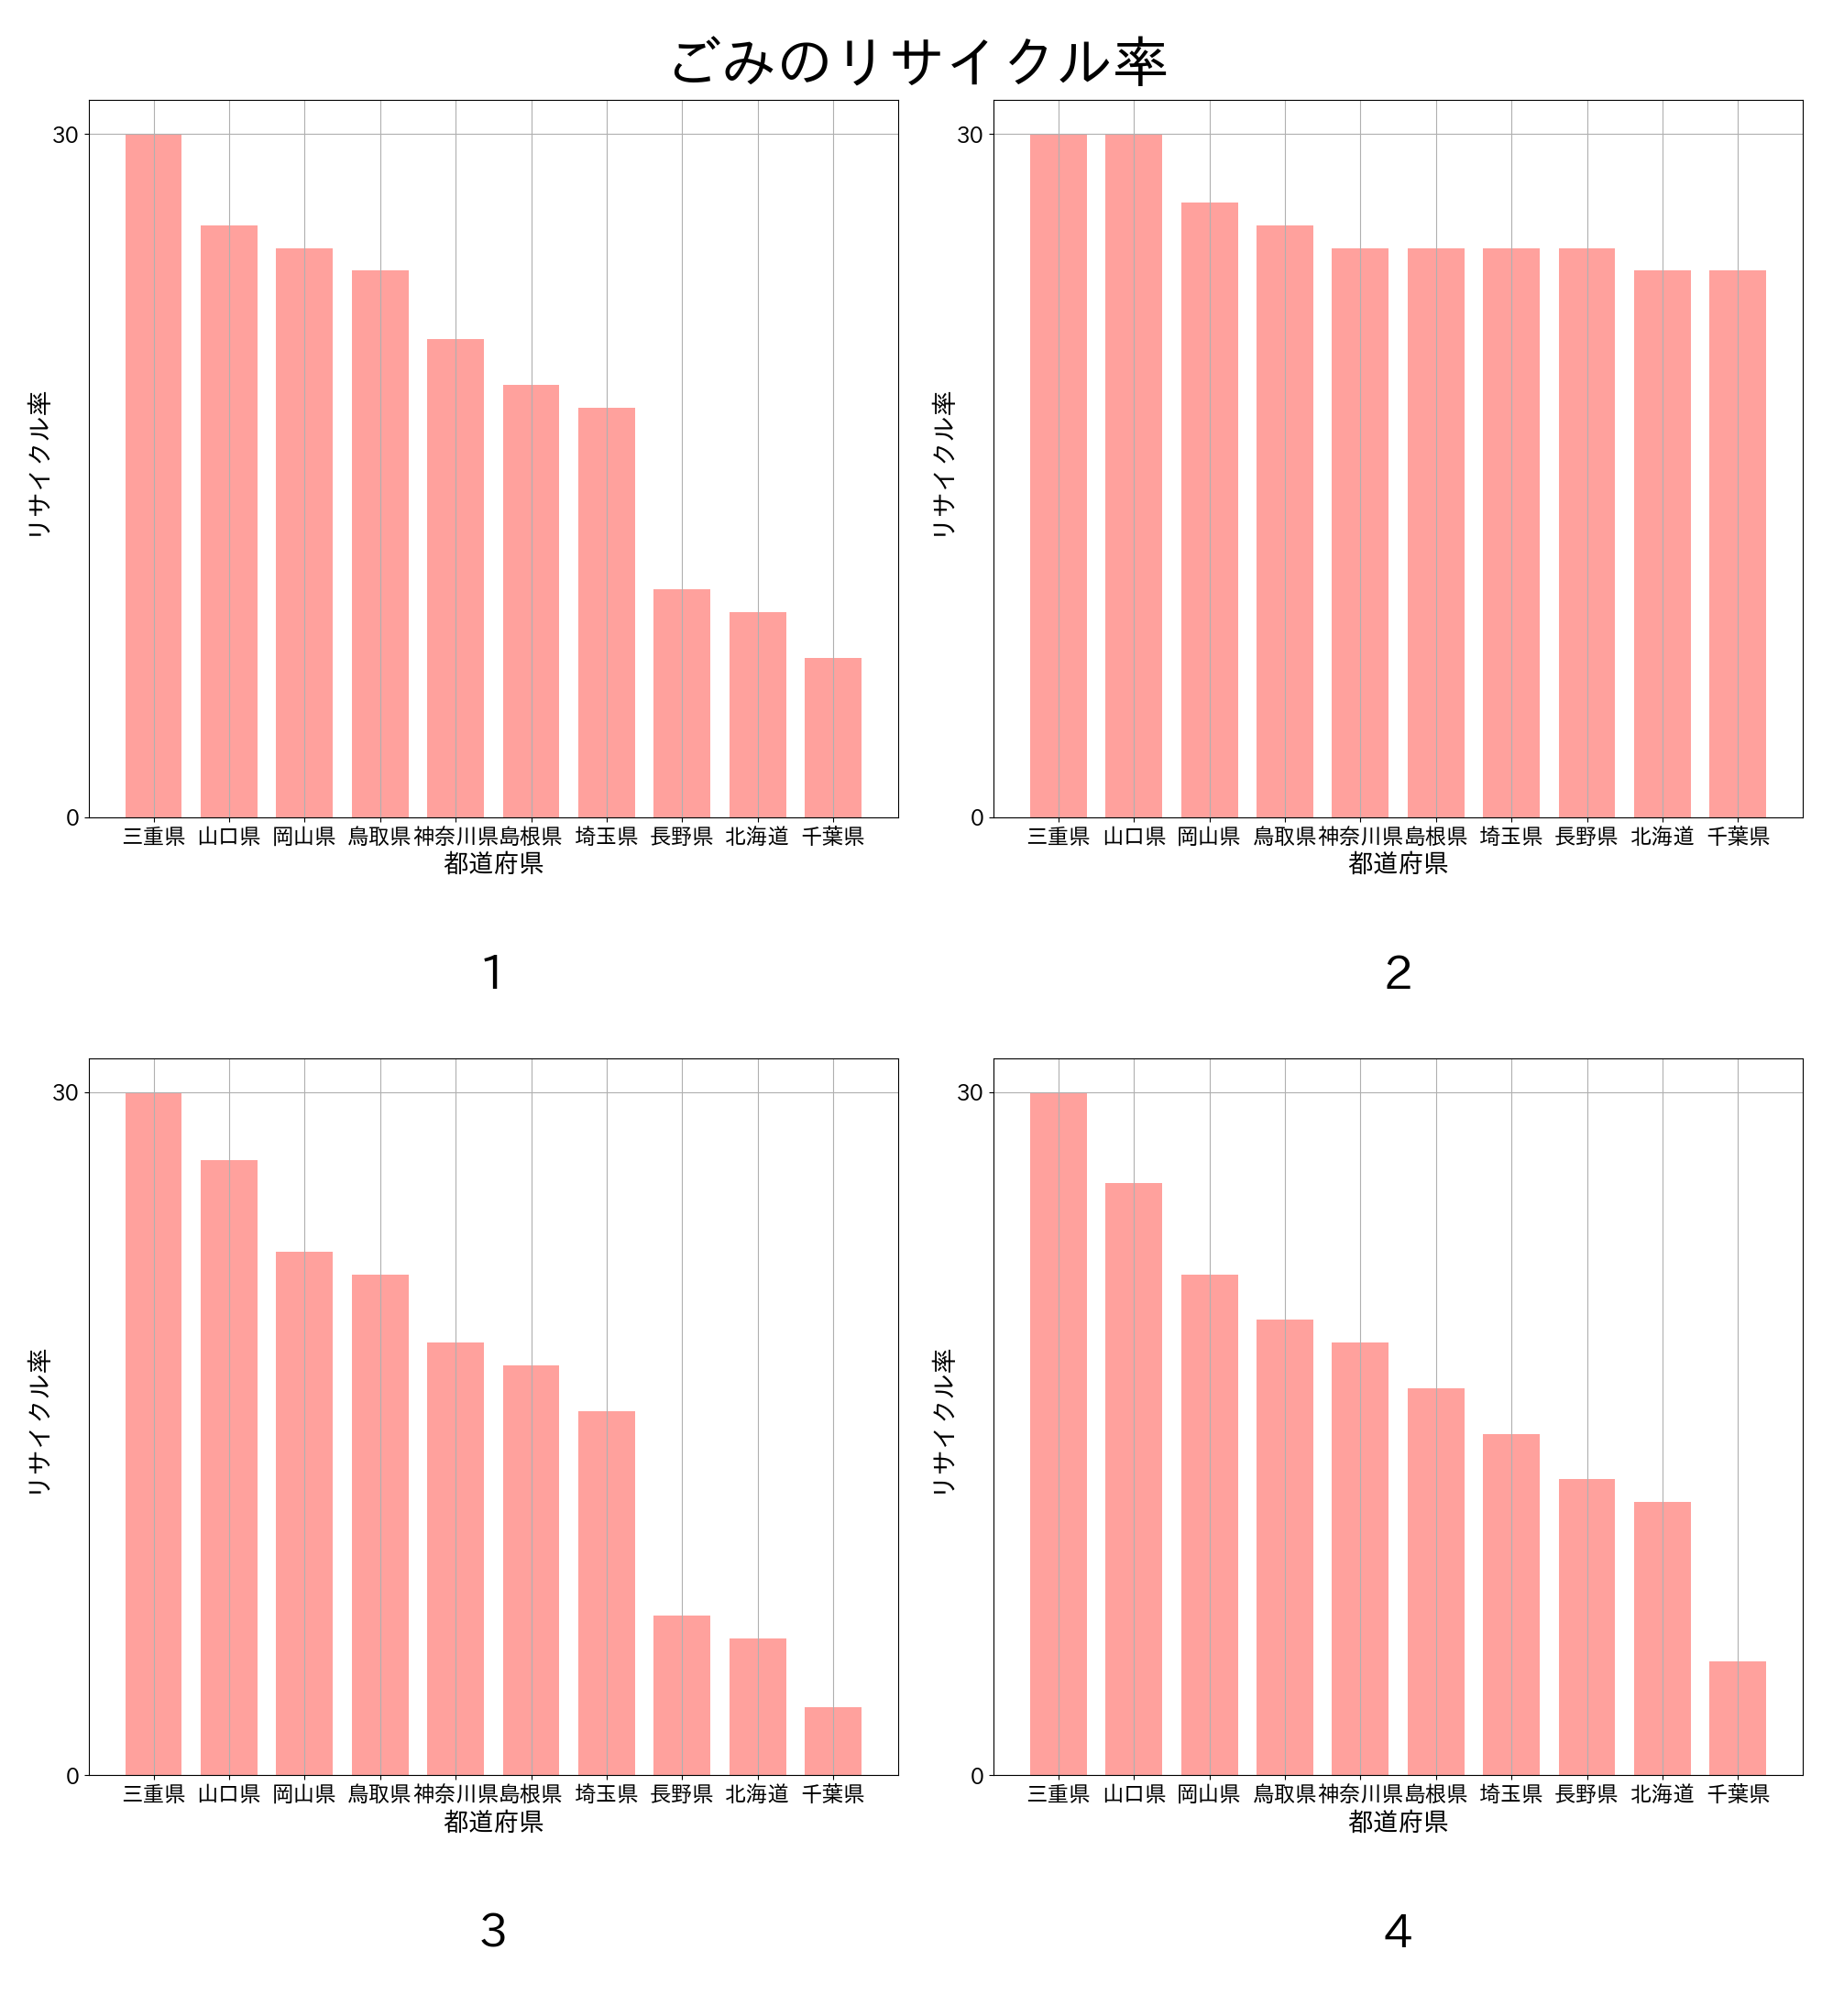 ごみのリサイクル率
30
0
リサイクル率
三重県 山口県 岡山県 鳥取県 神奈川県 島根県 埼玉県 長野県 北海道 千葉県
都道府県
1
30
0
リサイクル率
三重県 山口県 岡山県 鳥取県 神奈川県 島根県 埼玉県 長野県 北海道 千葉県
都道府県
2
30
0
リサイクル率
三重県 山口県 岡山県 鳥取県 神奈川県 島根県 埼玉県 長野県 北海道 千葉県
都道府県
3
30
0
リサイクル率
三重県 山口県 岡山県 鳥取県 神奈川県 島根県 埼玉県 長野県 北海道 千葉県
都道府県
4